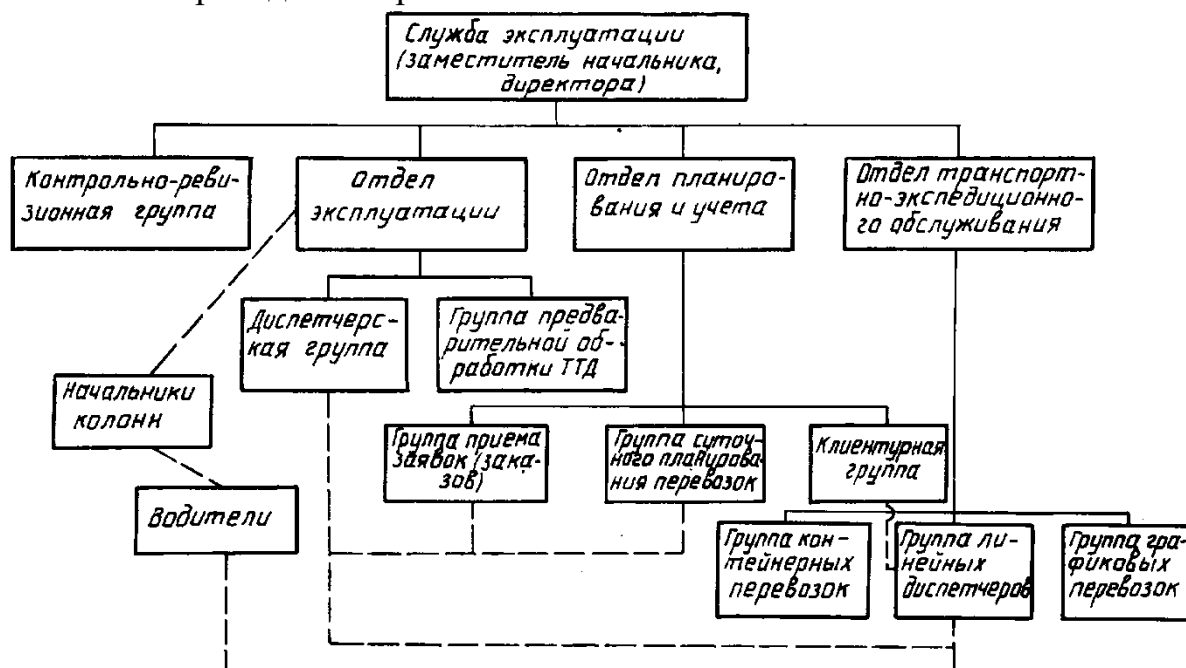 Служба эксплуатации
(заместитель начальника,
директора)
Контрольно-реви-
зионная группа
Отдел
эксплуатации
Отдел планиро-
вания и учета
Отдел транспорт-
но-экспедиционно-
го обслуживания
Диспетчерс-
кая группа
Группа предва-
рительной об-
работки ТТД
Начальники
колонн
Группа приема
заявок (зака-
зов)
Группа суточ-
ного планирова-
ния перевозок
Клиентурная
группа
Водители
Группа кон-
тейнерных
перевозок
Группа ли-
нейных
диспетчеров
Группа гра-
фиковых
перевозок